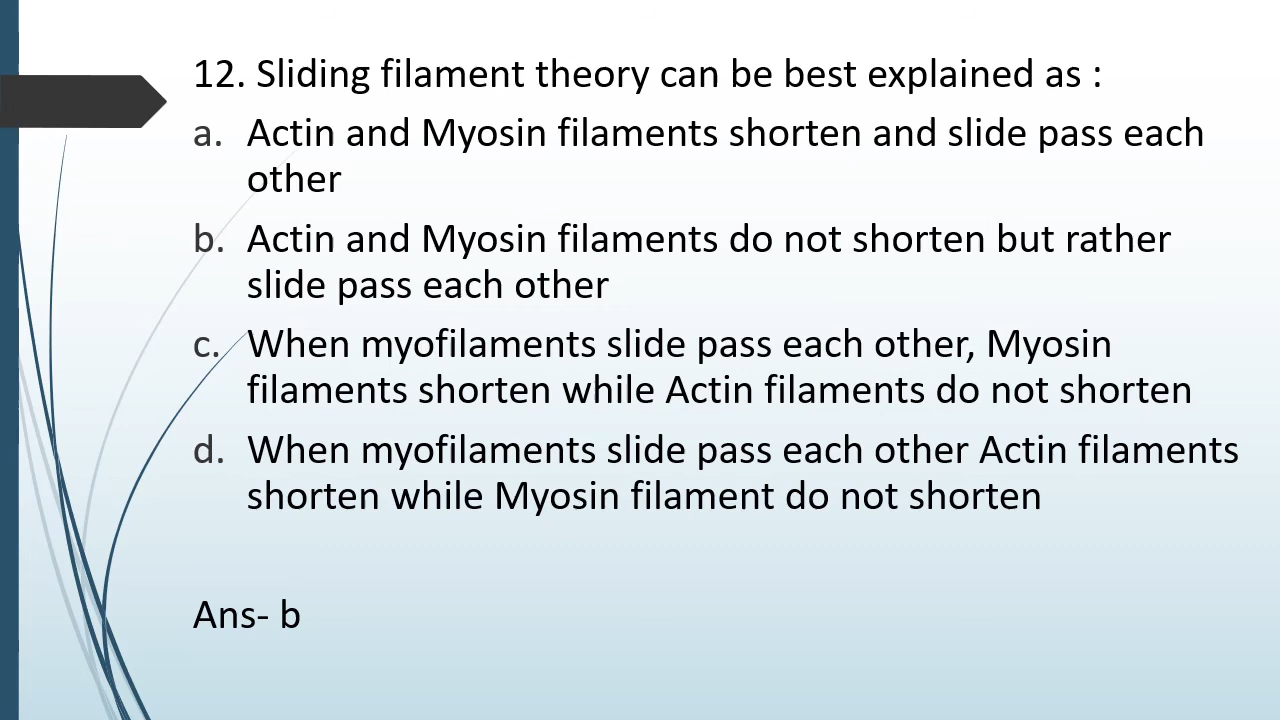 12. Sliding filament theory can be best explained as :
a. Actin and Myosin filaments shorten and slide pass each
other
b. Actin and Myosin filaments do not shorten but rather
slide pass each other
c. When myofilaments slide pass each other, Myosin
filaments shorten while Actin filaments do not shorten
d. When myofilaments slide pass each other Actin filaments
shorten while Myosin filament do not shorten
Ans- b